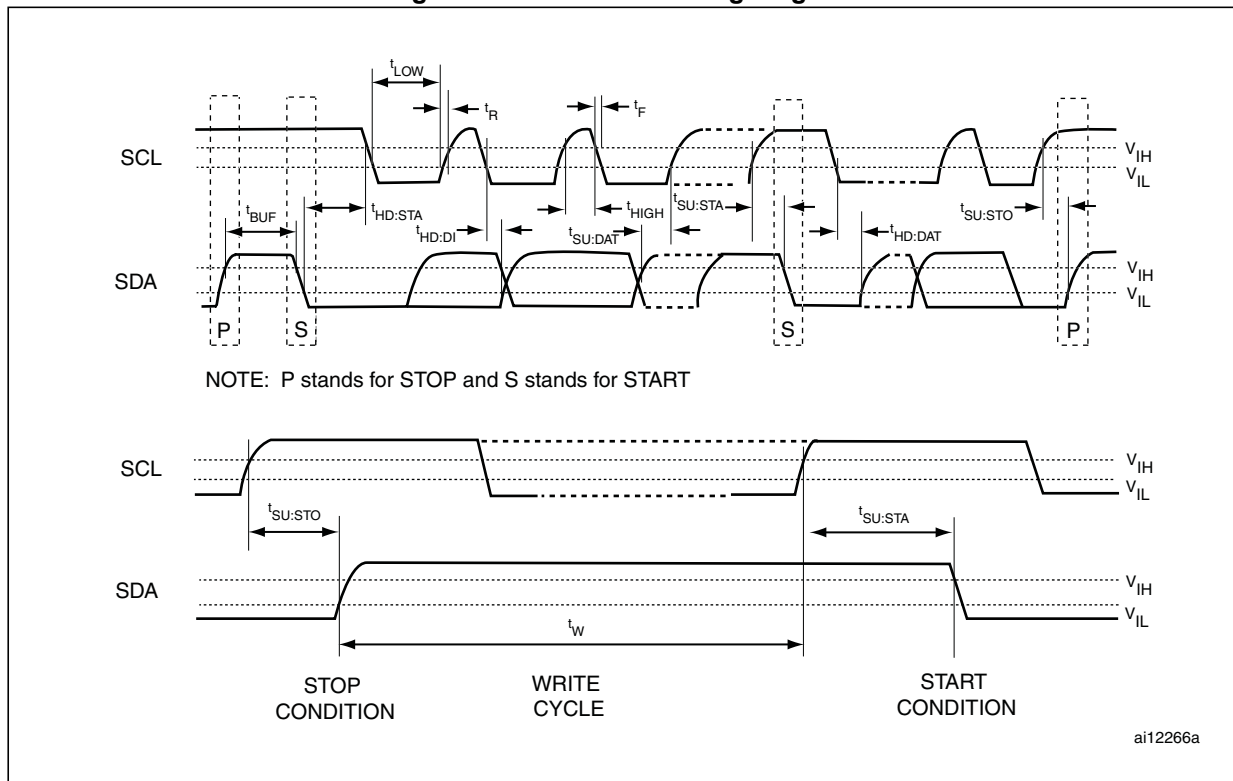 tLOW
tR
tF
SCL
VIH
VIL
tBUF
tHD:STA
tHD:DI
tSU:DAT
tHIGH
tSU:STA
tHD:DAT
tSU:STO
SDA
VIH
VIL
P
S
S
P
NOTE: P stands for STOP and S stands for START
SCL
VIH
VIL
tSU:STO
tSU:STA
SDA
VIH
VIL
tW
STOP
CONDITION
WRITE
CYCLE
START
CONDITION
ai12266a